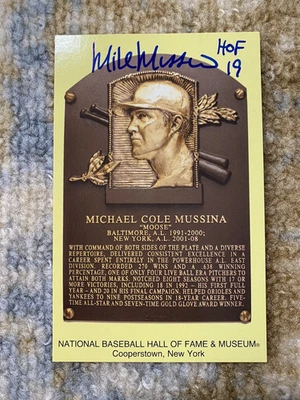 Mike Mussina HOF
19
MICHAEL COLE MUSSINA
"MOOSE"
BALTIMORE, A.L. 1991-2000;
NEW YORK, A.L. 2001-08
WITH COMMAND OF BOTH SIDES OF THE PLATE AND A DIVERSE
REPERTOIRE, DELIVERED CONSISTENT EXCELLENCE IN A
CAREER SPENT ENTIRELY IN THE POWERHOUSE A.L. EAST
DIVISION. RECORDED 270 WINS AND A .638 WINNING
PERCENTAGE, ONE OF ONLY FOUR LIVE BALL ERA PITCHERS TO
ATTAIN BOTH MARKS. NOTCHED EIGHT SEASONS WITH 17 OR
MORE VICTORIES, INCLUDING 18 IN 1992 – HIS FIRST FULL
YEAR – AND 20 IN HIS FINAL CAMPAIGN. HELPED ORIOLES AND
YANKEES TO NINE POSTSEASONS IN 18-YEAR CAREER. FIVE-
TIME ALL-STAR AND SEVEN-TIME GOLD GLOVE AWARD WINNER.
NATIONAL BASEBALL HALL OF FAME & MUSEUM®
Cooperstown, New York